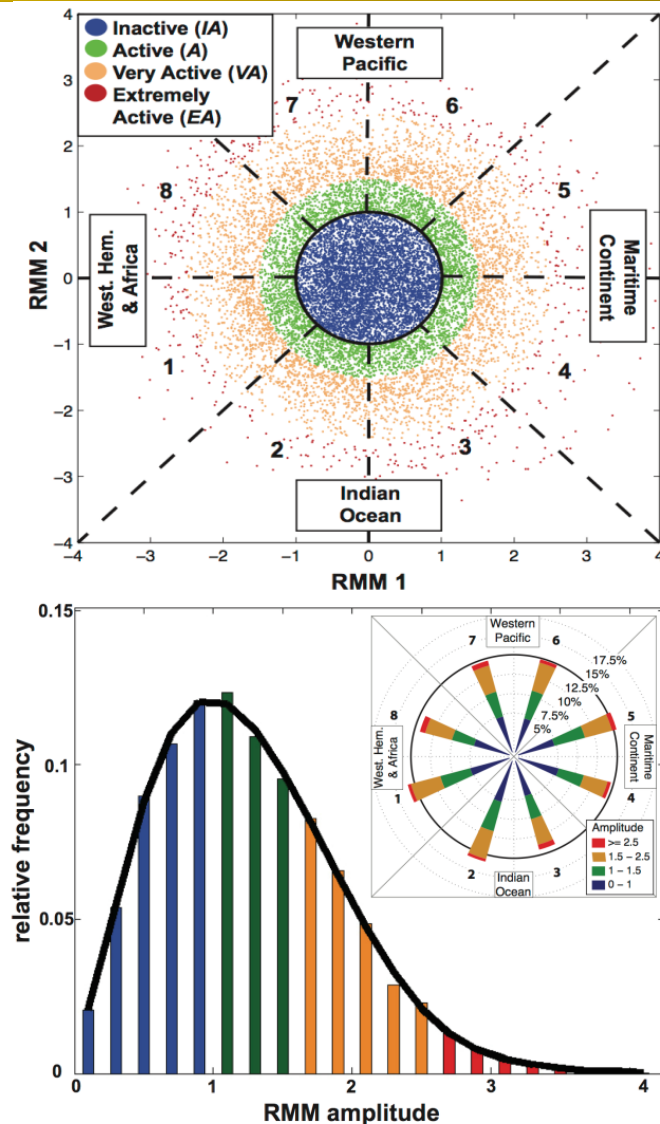 Inactive (IA)
Active (A)
Very Active (VA)
Extremely
Active (EA)
Western
Pacific
7
6
8
5
West. Hem.
& Africa
Maritime
Continent
1
4
2
3
Indian
Ocean
RMM 2
4
3
2
1
0
−1
−2
−3
−4
−4
−3
−2
−1
0
1
2
3
4
RMM 1
0.15
0.1
0.05
0
relative frequency
Western
Pacific
7
6
17.5%
15%
12.5%
10%
7.5%
5%
8
5
West. Hem.
& Africa
Maritime
Continent
1
4
2
3
Indian
Ocean
Amplitude
>= 2.5
1.5 − 2.5
1 − 1.5
0 − 1
0
1
2
3
4
RMM amplitude